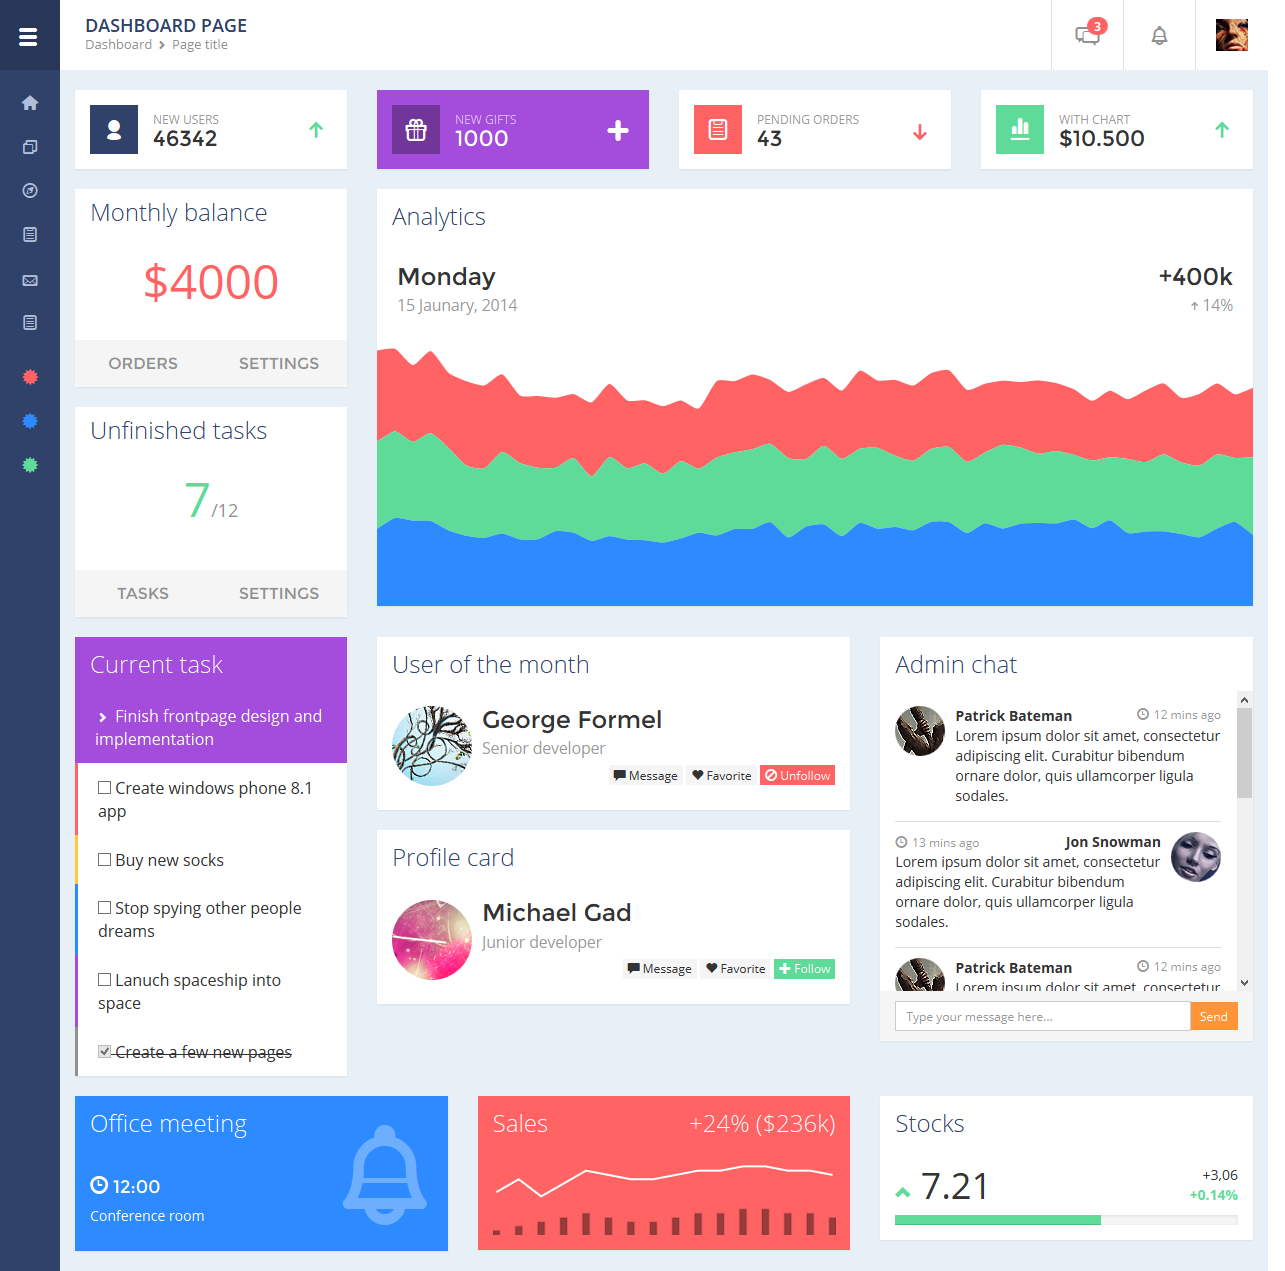 DASHBOARD PAGE
Dashboard > Page title
3
NEW USERS
46342
NEW GIFTS
1000
PENDING ORDERS
43
WITH CHART
$10.500
Monthly balance
$4000
ORDERS
SETTINGS
Analytics
Monday
+400k
15 Jaunary, 2014
14%
Unfinished tasks
7/12
TASKS
SETTINGS
Current task
Finish frontpage design and
implementation
Create windows phone 8.1
app
Buy new socks
Stop spying other people
dreams
Lanuch spaceship into
space
Create a few new pages
User of the month
George Formel
Senior developer
Message
Favorite
Unfollow
Profile card
Michael Gad
Junior developer
Message
Favorite
Follow
Admin chat
Patrick Bateman
12 mins ago
Lorem ipsum dolor sit amet, consectetur
adipiscing elit. Curabitur bibendum
ornare dolor, quis ullamcorper ligula
sodales.
13 mins ago
Jon Snowman
Lorem ipsum dolor sit amet, consectetur
adipiscing elit. Curabitur bibendum
ornare dolor, quis ullamcorper ligula
sodales.
Patrick Bateman
12 mins ago
Lorem ipsum dolor sit amet, consectetur
Type your message here...
Send
Office meeting
12:00
Conference room
Sales
+24% ($236k)
Stocks
7.21
+3,06
+0.14%